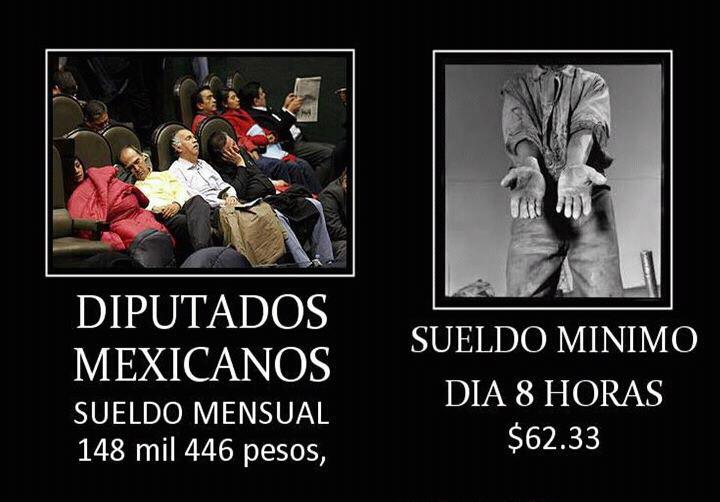 DIPUTADOS
MEXICANOS
SUELDO MENSUAL
148 mil 446 pesos,
SUELDO MINIMO
DIA 8 HORAS
$62.33